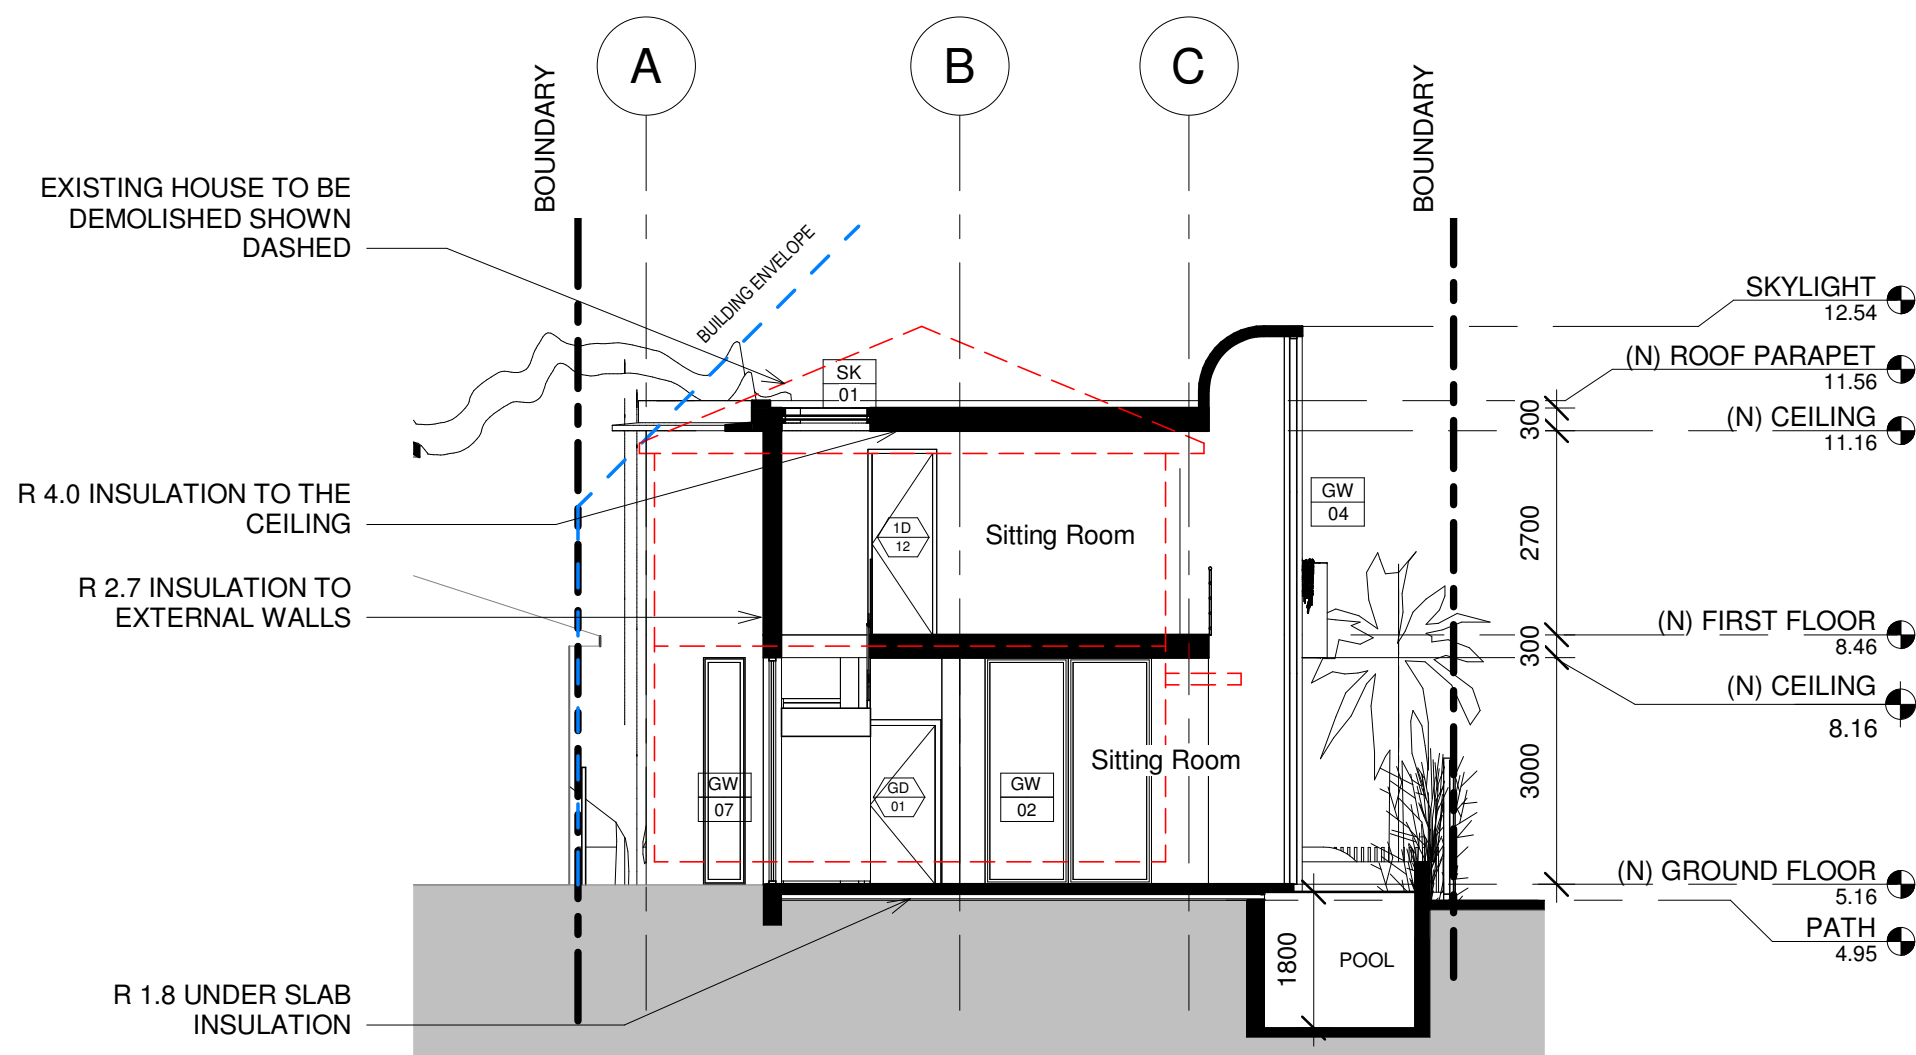 A
B
C
BOUNDARY
BOUNDARY
EXISTING HOUSE TO BE
DEMOLISHED SHOWN
DASHED
BUILDING ENVELOPE
SKYLIGHT
12.54
(N) ROOF PARAPET
11.56
SK
01
300
(N) CEILING
11.16
R 4.0 INSULATION TO THE
CEILING
GW
04
1D
12
Sitting Room
2700
R 2.7 INSULATION TO
EXTERNAL WALLS
(N) FIRST FLOOR
8.46
300
(N) CEILING
8.16
Sitting Room
GW
07
GD
01
GW
02
3000
(N) GROUND FLOOR
5.16
PATH
4.95
1800
POOL
R 1.8 UNDER SLAB
INSULATION